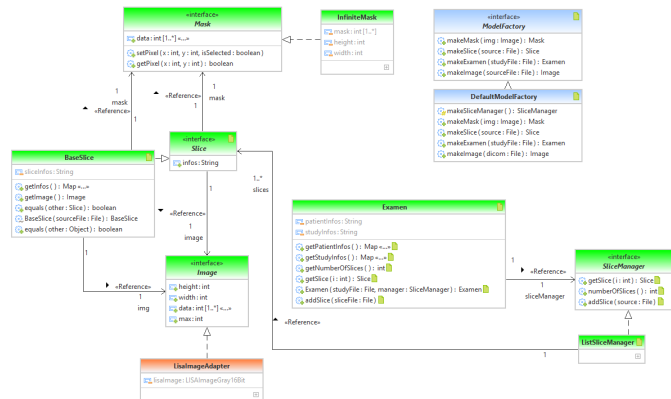 «interface»
Mask
data: int [1..*] «...»
setPixel (x : int, y : int, isSelected : boolean)
getPixel (x : int, y : int) : boolean
InfiniteMask
mask: int [1..*]
height: int
width: int
«interface»
ModelFactory
makeMask (img : Image) : Mask
makeSlice (source : File) : Slice
makeExamen (studyFile : File) : Examen
makeImage (sourceFile : File) : Image
DefaultModelFactory
makeSliceManager ( ) : SliceManager
makeMask (img : Image) : Mask
makeSlice (source : File) : Slice
makeExamen (studyFile : File) : Examen
makeImage (dicom : File) : Image
1
mask
«Reference»
1
1
«Reference»
mask
1
«interface»
Slice
infos: String
BaseSlice
sliceInfos: String
getInfos ( ) : Map «...»
getImage ( ) : Image
equals (other : Slice) : boolean
BaseSlice (sourceFile : File) : BaseSlice
equals (other : Object) : boolean
1..*
slices
1
«Reference»
1
image
Examen
patientInfos: String
studyInfos: String
getPatientInfos ( ) : Map «...»
getStudyInfos ( ) : Map «...»
getNumberOfSlices ( ) : int
getSlice (i : int) : Slice
Examen (studyFile : File, manager : SliceManager) : Examen
addSlice (sliceFile : File)
1
«Reference»
1
sliceManager
«interface»
SliceManager
getSlice (i : int) : Slice
numberOfSlices ( ) : int
addSlice (source : File)
1
«Reference»
1
img
«interface»
Image
height: int
width: int
data: int [1..*] «...»
max: int
«Reference»
1
ListSliceManager
LisaImageAdapter
lisaImage: LISAImageGray16Bit